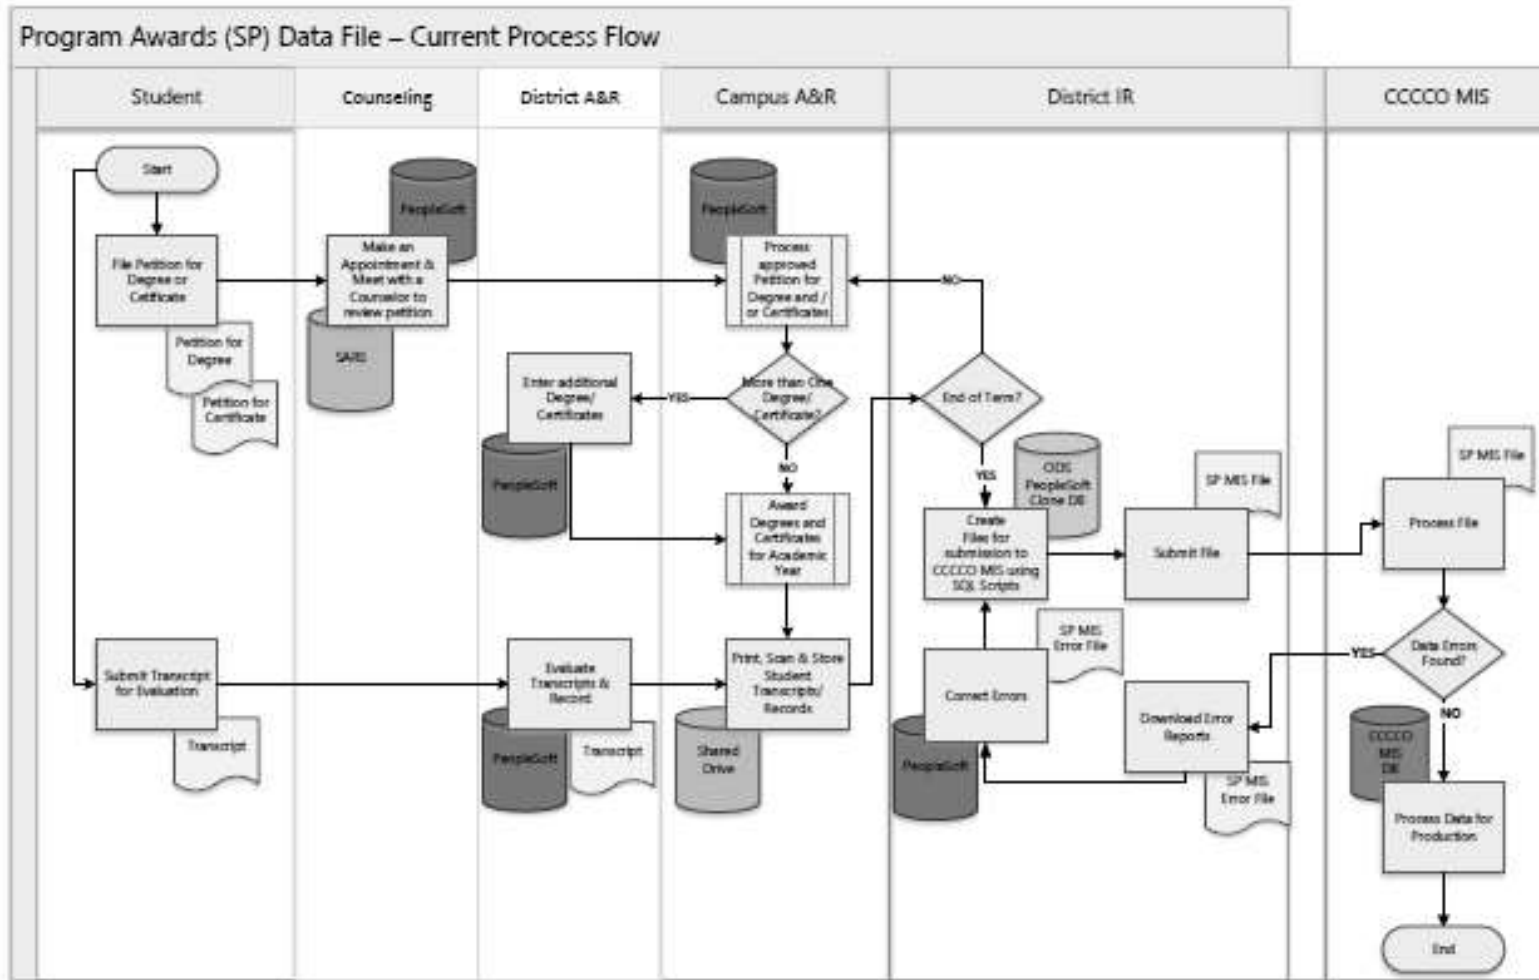 Program Awards (SP) Data File – Current Process Flow
Student
Counseling
District A&R
Campus A&R
District IR
CCCCO MIS
Start
PeopleSoft
PeopleSoft
File Petition for
Degree or
Cetificate
Make an
Appointment &
Meet with a
Counselor to
review petition
Process
approved
Petition for
Degree and /
or Certificates
NO
Petition for
Degree
SARS
Petition for
Certificate
Enter additional
Degree/
Certificates
YES
More than One
Degree/
Certificate?
End of Term?
PeopleSoft
NO
YES
ODS
PeopleSoft
Clone DB
SP MIS File
SP MIS File
Award
Degrees and
Certificates
for Academic
Year
Create
Files for
submission to
CCCCO MIS using
SQL Scripts
Submit File
Process File
Submit Transcript
for Evaluation
Evaluate
Transcripts &
Record
Print, Scan & Store
Student
Transcripts/
Records
SP MIS
Error File
Correct Errors
Download Error
Reports
YES
Data Errors
Found?
NO
Transcript
PeopleSoft
Transcript
Shared
Drive
PeopleSoft
SP MIS
Error File
CCCCO
MIS
DB
Process Data for
Production
End